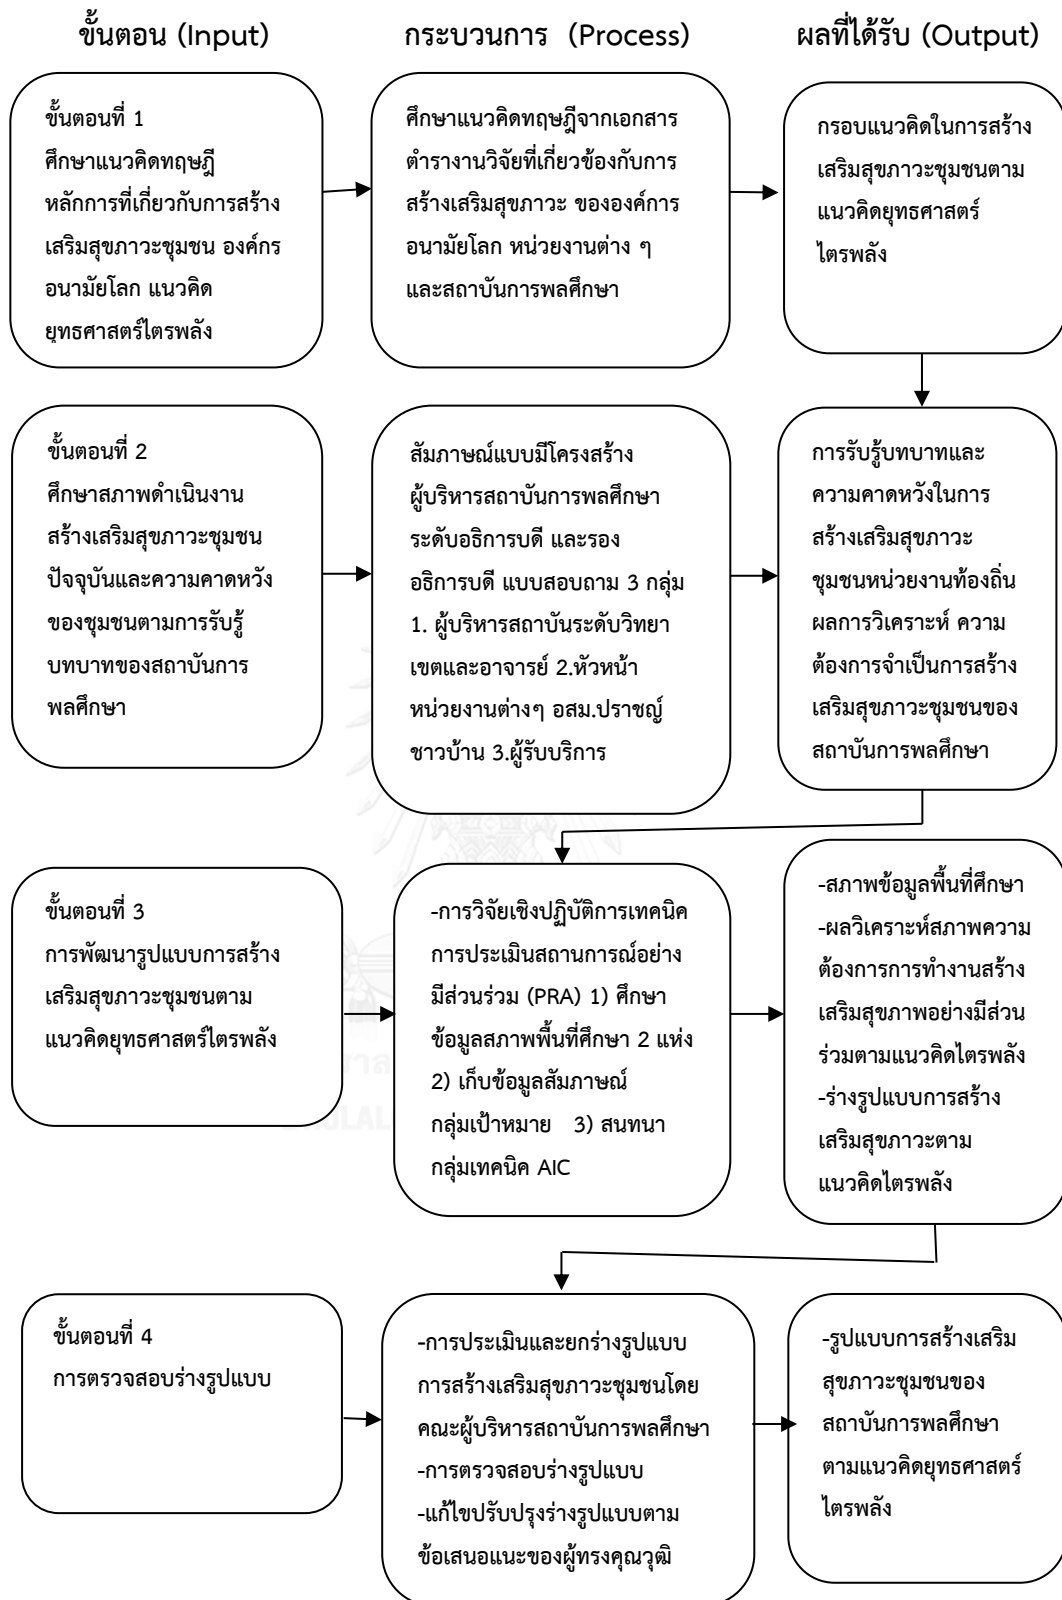 ขั้นตอน (Input)
กระบวนการ (Process)
ผลที่ได้รับ (Output)
ขั้นตอนที่ 1
ศึกษาแนวคิดทฤษฎี
หลักการที่เกี่ยวกับการสร้าง
เสริมสุขภาวะชุมชน องค์กร
อนามัยโลก แนวคิด
ยุทธศาสตร์ไตรพลัง
ศึกษาแนวคิดทฤษฎีจากเอกสาร
ตำรางานวิจัยที่เกี่ยวข้องกับการ
สร้างเสริมสุขภาวะ ขององค์การ
อนามัยโลก หน่วยงานต่าง ๆ
และสถาบันการพลศึกษา
กรอบแนวคิดในการสร้าง
เสริมสุขภาวะชุมชนตาม
แนวคิดยุทธศาสตร์
ไตรพลัง
ขั้นตอนที่ 2
ศึกษาสภาพดำเนินงาน
สร้างเสริมสุขภาวะชุมชน
ปัจจุบันและความคาดหวัง
ของชุมชนตามการรับรู้
บทบาทของสถาบันการ
พลศึกษา
สัมภาษณ์แบบมีโครงสร้าง
ผู้บริหารสถาบันการพลศึกษา
ระดับอธิการบดี และรอง
อธิการบดี แบบสอบถาม 3 กลุ่ม
1. ผู้บริหารสถาบันระดับวิทยา
เขตและอาจารย์ 2.หัวหน้า
หน่วยงานต่างๆ อสม.ปราชญ์
ชาวบ้าน 3.ผู้รับบริการ
การรับรู้บทบาทและ
ความคาดหวังในการ
สร้างเสริมสุขภาวะ
ชุมชนหน่วยงานท้องถิ่น
ผลการวิเคราะห์ ความ
ต้องการจำเป็นการสร้าง
เสริมสุขภาวะชุมชนของ
สถาบันการพลศึกษา
ขั้นตอนที่ 3
การพัฒนารูปแบบการสร้าง
เสริมสุขภาวะชุมชนตาม
แนวคิดยุทธศาสตร์ไตรพลัง
-การวิจัยเชิงปฏิบัติการเทคนิค
การประเมินสถานการณ์อย่าง
มีส่วนร่วม (PRA) 1) ศึกษา
ข้อมูลสภาพพื้นที่ศึกษา 2 แห่ง
2) เก็บข้อมูลสัมภาษณ์
กลุ่มเป้าหมาย 3) สนทนา
กลุ่มเทคนิค AIC
-สภาพข้อมูลพื้นที่ศึกษา
-ผลวิเคราะห์สภาพความ
ต้องการการทำงานสร้าง
เสริมสุขภาพอย่างมีส่วน
ร่วมตามแนวคิดไตรพลัง
-ร่างรูปแบบการสร้าง
เสริมสุขภาวะตาม
แนวคิดไตรพลัง
ขั้นตอนที่ 4
การตรวจสอบร่างรูปแบบ
-การประเมินและยกร่างรูปแบบ
การสร้างเสริมสุขภาวะชุมชนโดย
คณะผู้บริหารสถาบันการพลศึกษา
-การตรวจสอบร่างรูปแบบ
-แก้ไขปรับปรุงร่างรูปแบบตาม
ข้อเสนอแนะของผู้ทรงคุณวุฒิ
-รูปแบบการสร้างเสริม
สุขภาวะชุมชนของ
สถาบันการพลศึกษา
ตามแนวคิดยุทธศาสตร์
ไตรพลัง